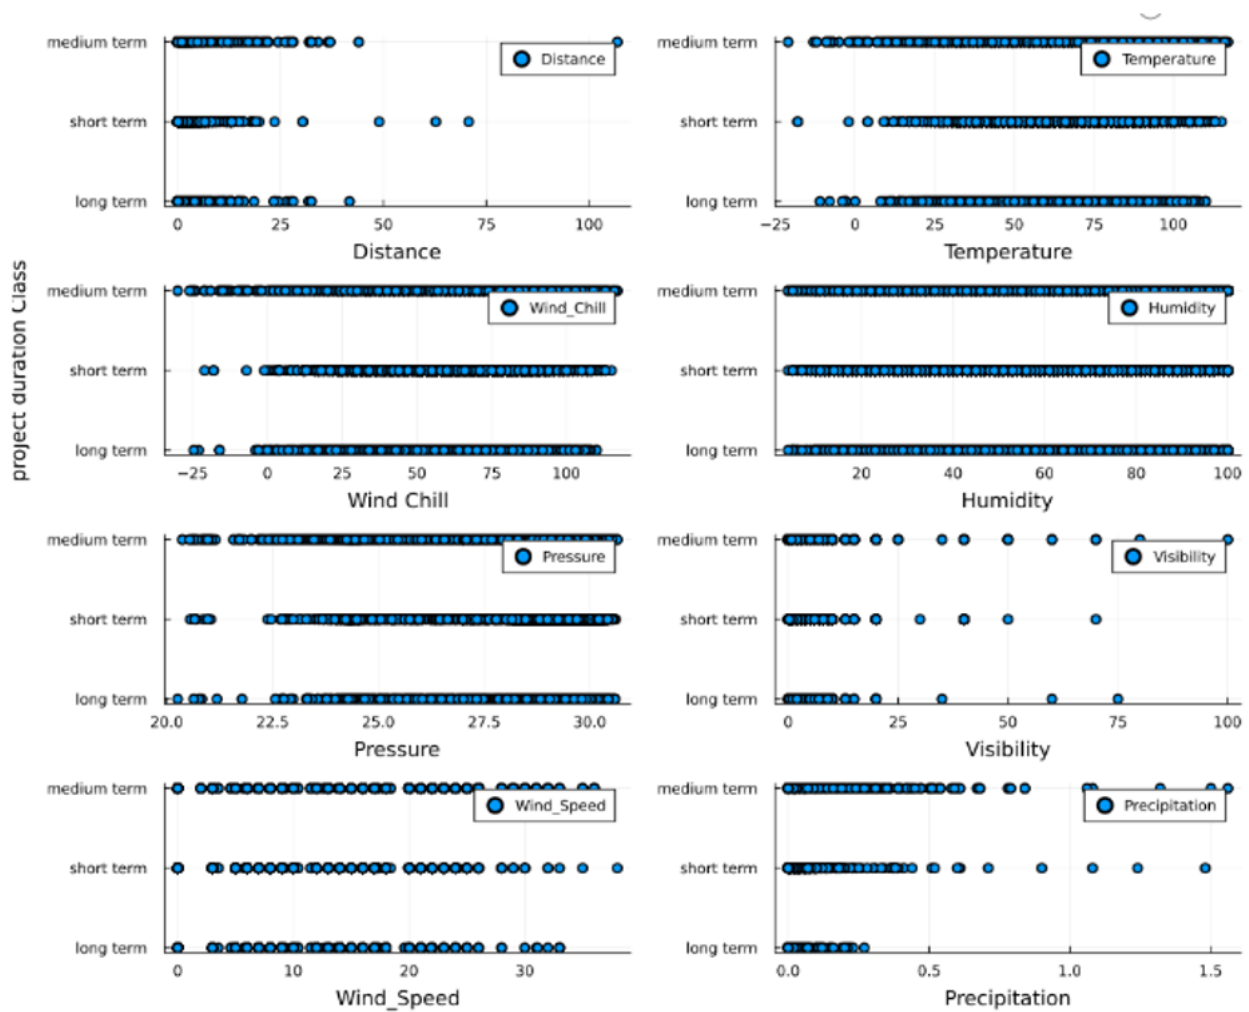 project duration Class
medium term
short term
long term
0 25 50 75 100
Distance
Distance
medium term
short term
long term
−25 0 25 50 75 100
Temperature
Temperature
medium term
short term
long term
−25 0 25 50 75 100
Wind_Chill
Wind Chill
medium term
short term
long term
20 40 60 80 100
Humidity
Humidity
medium term
short term
long term
20.0 22.5 25.0 27.5 30.0
Pressure
Pressure
medium term
short term
long term
0 25 50 75 100
Visibility
Visibility
medium term
short term
long term
0 10 20 30
Wind_Speed
Wind_Speed
medium term
short term
long term
0.0 0.5 1.0 1.5
Precipitation
Precipitation